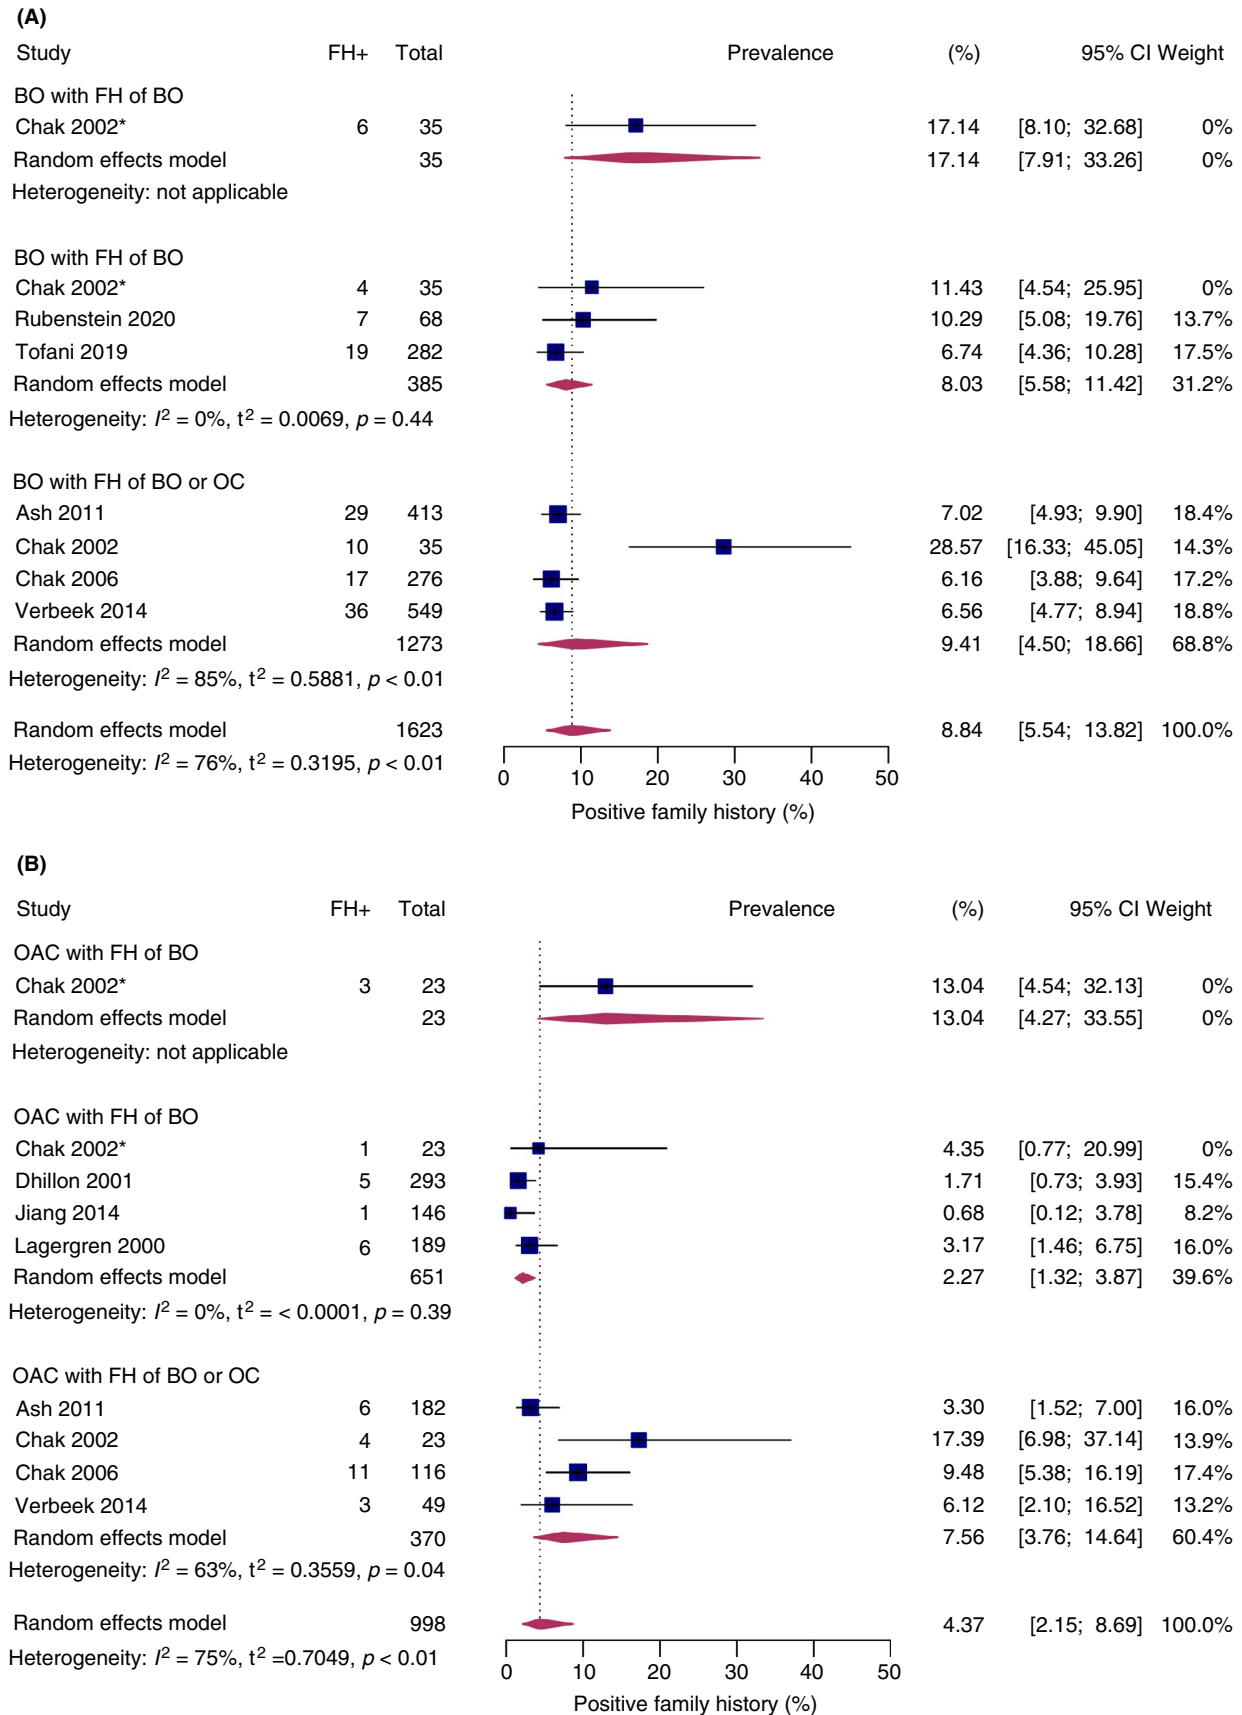 (A)
Study FH+ Total Prevalence (%) 95% CI Weight
BO with FH of BO
Chak 2002* 6 35 17.14 [8.10; 32.68] 0%
Random effects model 35 17.14 [7.91; 33.26] 0%
Heterogeneity: not applicable
BO with FH of BO
Chak 2002* 4 35 11.43 [4.54; 25.95] 0%
Rubenstein 2020 7 68 10.29 [5.08; 19.76] 13.7%
Tofani 2019 19 282 6.74 [4.36; 10.28] 17.5%
Random effects model 385 8.03 [5.58; 11.42] 31.2%
Heterogeneity: I² = 0%, t² = 0.0069, p = 0.44
BO with FH of BO or OC
Ash 2011 29 413 7.02 [4.93; 9.90] 18.4%
Chak 2002 10 35 28.57 [16.33; 45.05] 14.3%
Chak 2006 17 276 6.16 [3.88; 9.64] 17.2%
Verbeek 2014 36 549 6.56 [4.77; 8.94] 18.8%
Random effects model 1273 9.41 [4.50; 18.66] 68.8%
Heterogeneity: I² = 85%, t² = 0.5881, p < 0.01
Random effects model 1623 8.84 [5.54; 13.82] 100.0%
Heterogeneity: I² = 76%, t² = 0.3195, p < 0.01
0 10 20 30 40 50
Positive family history (%)
(B)
Study FH+ Total Prevalence (%) 95% CI Weight
OAC with FH of BO
Chak 2002* 3 23 13.04 [4.54; 32.13] 0%
Random effects model 23 13.04 [4.27; 33.55] 0%
Heterogeneity: not applicable
OAC with FH of BO
Chak 2002* 1 23 4.35 [0.77; 20.99] 0%
Dhillon 2001 5 293 1.71 [0.73; 3.93] 15.4%
Jiang 2014 1 146 0.68 [0.12; 3.78] 8.2%
Lagergren 2000 6 189 3.17 [1.46; 6.75] 16.0%
Random effects model 651 2.27 [1.32; 3.87] 39.6%
Heterogeneity: I² = 0%, t² = < 0.0001, p = 0.39
OAC with FH of BO or OC
Ash 2011 6 182 3.30 [1.52; 7.00] 16.0%
Chak 2002 4 23 17.39 [6.98; 37.14] 13.9%
Chak 2006 11 116 9.48 [5.38; 16.19] 17.4%
Verbeek 2014 3 49 6.12 [2.10; 16.52] 13.2%
Random effects model 370 7.56 [3.76; 14.64] 60.4%
Heterogeneity: I² = 63%, t² = 0.3559, p = 0.04
Random effects model 998 4.37 [2.15; 8.69] 100.0%
Heterogeneity: I² = 75%, t² =0.7049, p < 0.01
0 10 20 30 40 50
Positive family history (%)